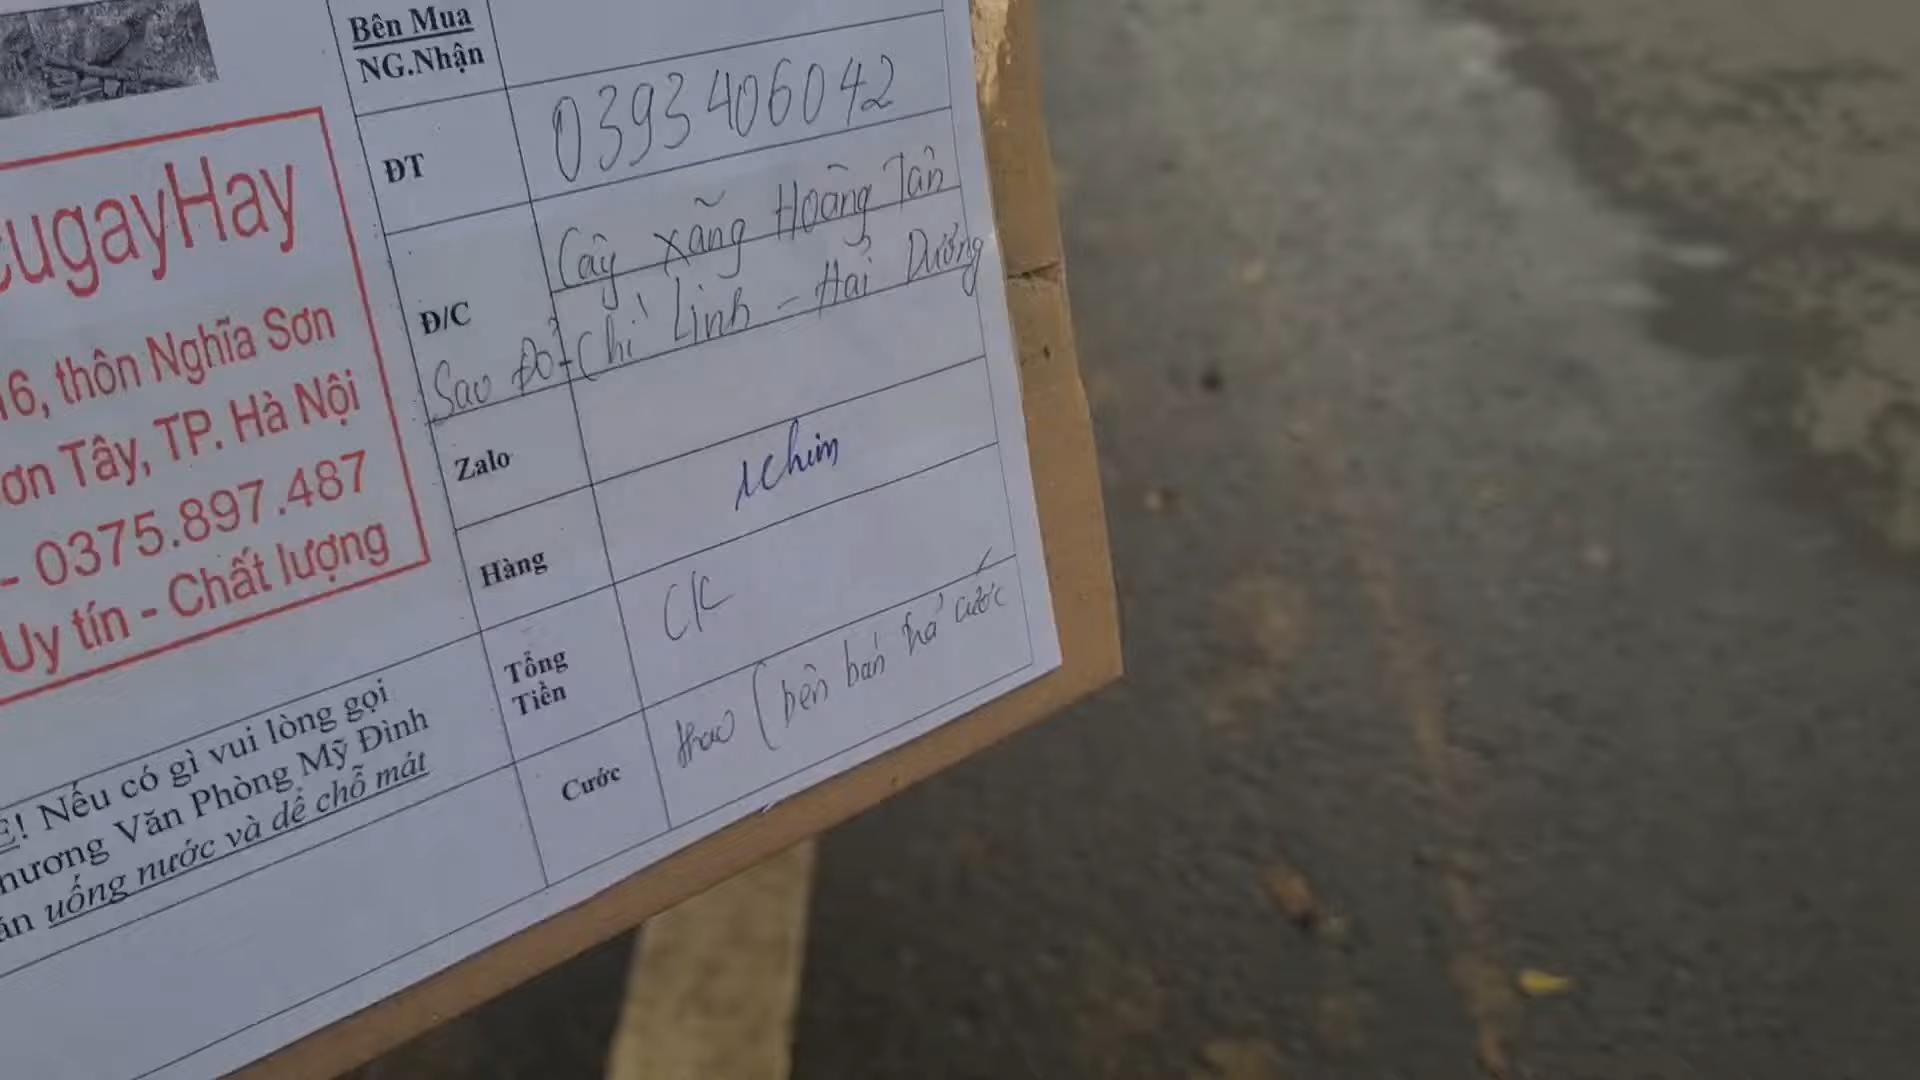 Bên Mua
NG.Nhận
ĐT
0393406042
Đ/C
Cây xăng Hoàng Tân
Sao Đỏ - Chí Linh - Hải Dương
Zalo
Hàng
1 Chim
Tổng
Tiền
CK
Cước
(bên bán trả cước
cugayHay
16, thôn Nghĩa Sơn
ơn Tây, TP. Hà Nội
- 0375.897.487
Uy tín - Chất lượng
E! Nếu có gì vui lòng gọi
hương Văn Phòng Mỹ Đình
án uống nước và để chỗ mát